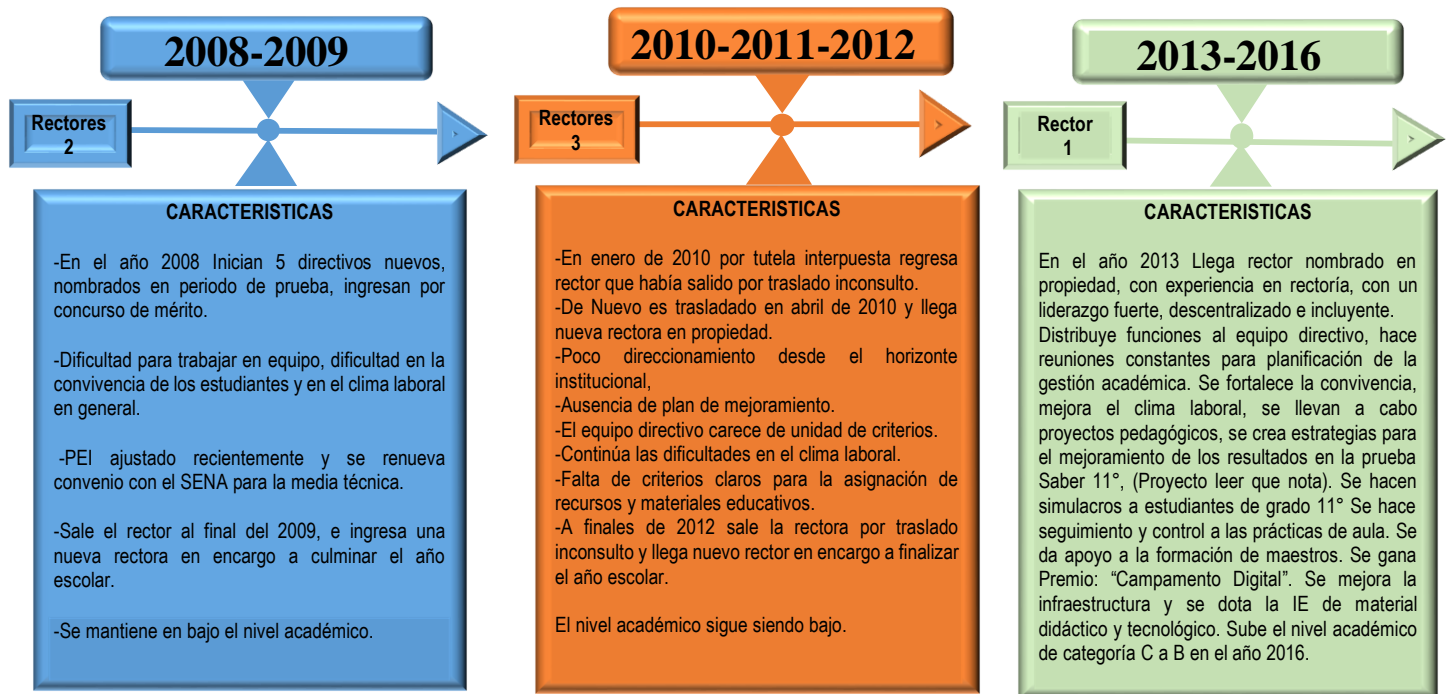 2008-2009
Rectores
2
CARACTERISTICAS
-En el año 2008 Inician 5 directivos nuevos,
nombrados en periodo de prueba, ingresan por
concurso de mérito.
-Dificultad para trabajar en equipo, dificultad en la
convivencia de los estudiantes y en el clima laboral
en general.
-PEI ajustado recientemente y se renueva
convenio con el SENA para la media técnica.
-Sale el rector al final del 2009, e ingresa una
nueva rectora en encargo a culminar el año
escolar.
-Se mantiene en bajo el nivel académico.
2010-2011-2012
Rectores
3
CARACTERISTICAS
-En enero de 2010 por tutela interpuesta regresa
rector que había salido por traslado inconsulto.
-De Nuevo es trasladado en abril de 2010 y llega
nueva rectora en propiedad.
-Poco direccionamiento desde el horizonte
institucional,
-Ausencia de plan de mejoramiento.
-El equipo directivo carece de unidad de criterios.
-Continúa las dificultades en el clima laboral.
-Falta de criterios claros para la asignación de
recursos y materiales educativos.
-A finales de 2012 sale la rectora por traslado
inconsulto y llega nuevo rector en encargo a finalizar
el año escolar.
El nivel académico sigue siendo bajo.
2013-2016
Rector
1
CARACTERISTICAS
En el año 2013 Llega rector nombrado en
propiedad, con experiencia en rectoría, con un
liderazgo fuerte, descentralizado e incluyente.
Distribuye funciones al equipo directivo, hace
reuniones constantes para planificación de la
gestión académica. Se fortalece la convivencia,
mejora el clima laboral, se llevan a cabo
proyectos pedagógicos, se crea estrategias para
el mejoramiento de los resultados en la prueba
Saber 11°, (Proyecto leer que nota). Se hacen
simulacros a estudiantes de grado 11° Se hace
seguimiento y control a las prácticas de aula. Se
da apoyo a la formación de maestros. Se gana
Premio: “Campamento Digital”. Se mejora la
infraestructura y se dota la IE de material
didáctico y tecnológico. Sube el nivel académico
de categoría C a B en el año 2016.